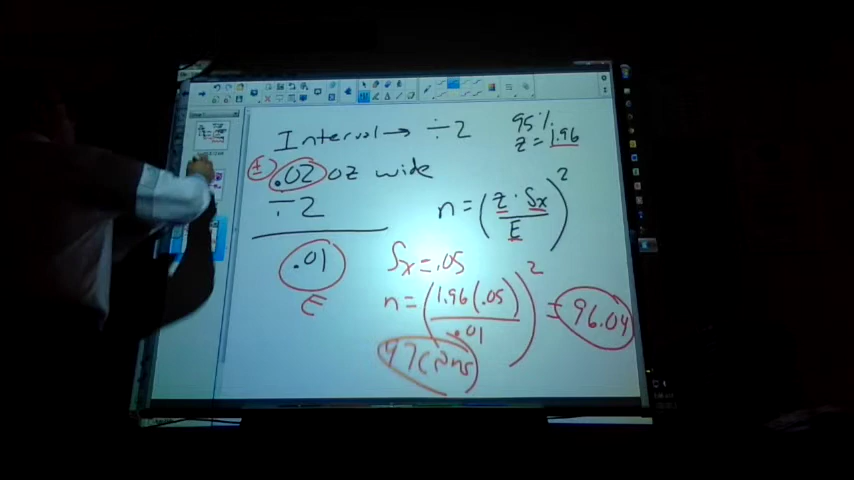 Interval → ÷2
95%
z = 1.96
± .02 oz wide
÷2
n = (z · Sx / E)²
.01
E
Sx = .05
n = (1.96(.05) / .01)² = 96.04
97 cans